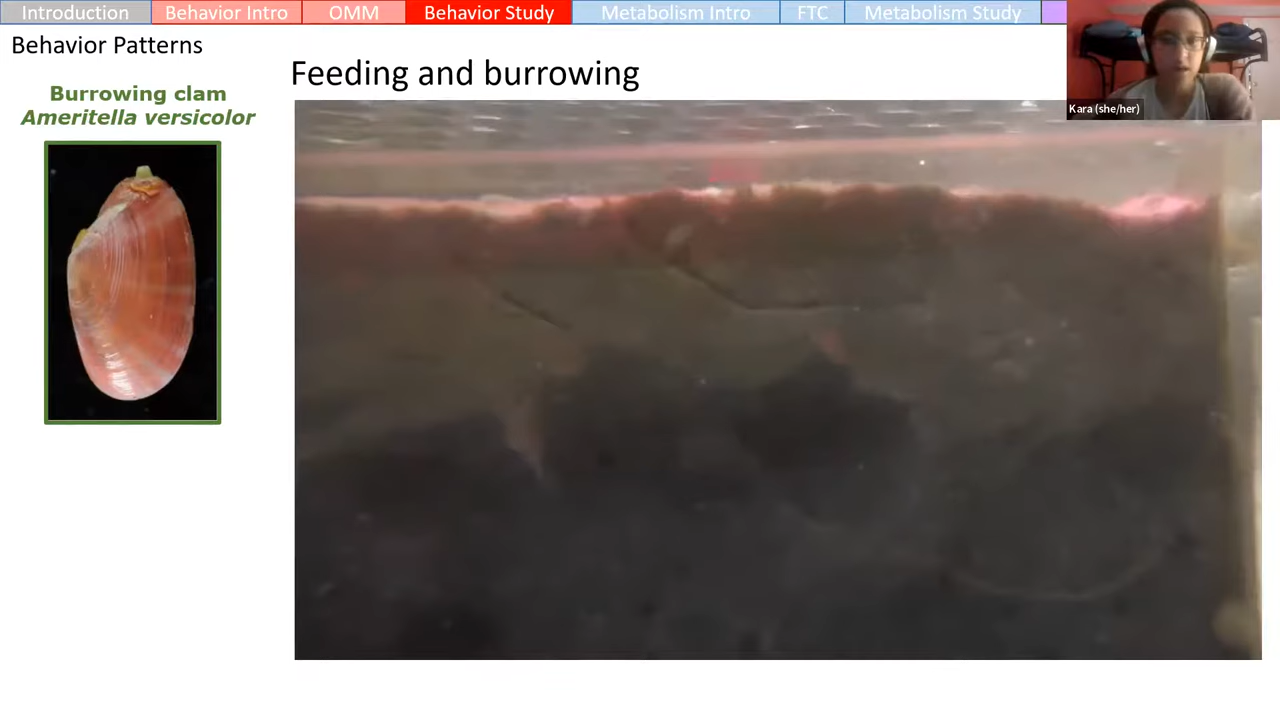 Introduction
Behavior Intro
OMM
Behavior Study
Metabolism Intro
FTC
Metabolism Study
Behavior Patterns
Burrowing clam
Ameritella versicolor
Feeding and burrowing
Kara (she/her)